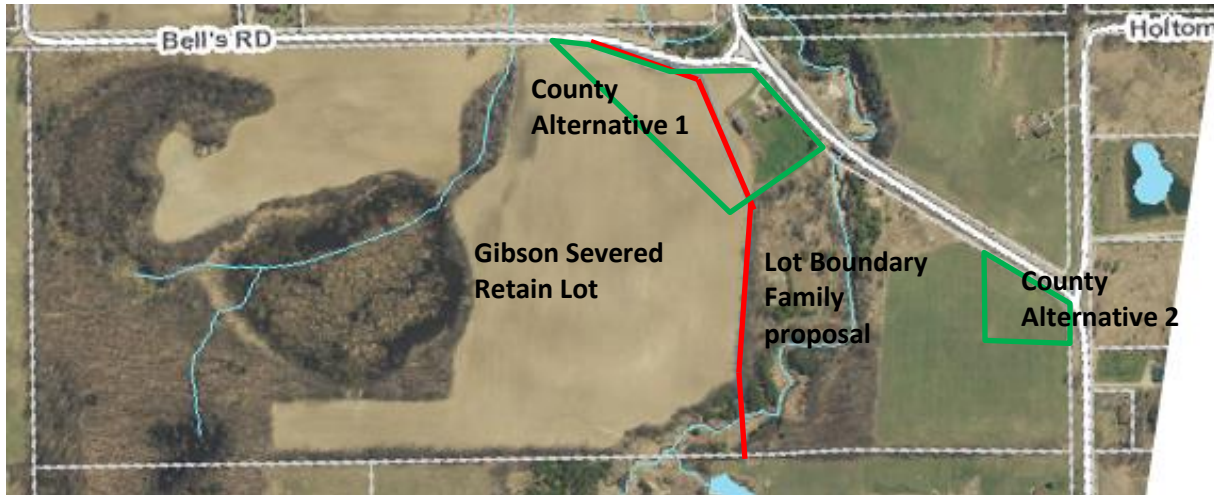 Bell's RD
Holtom
County
Alternative 1
Gibson Severed
Retain Lot
Lot Boundary
Family
proposal
County
Alternative 2